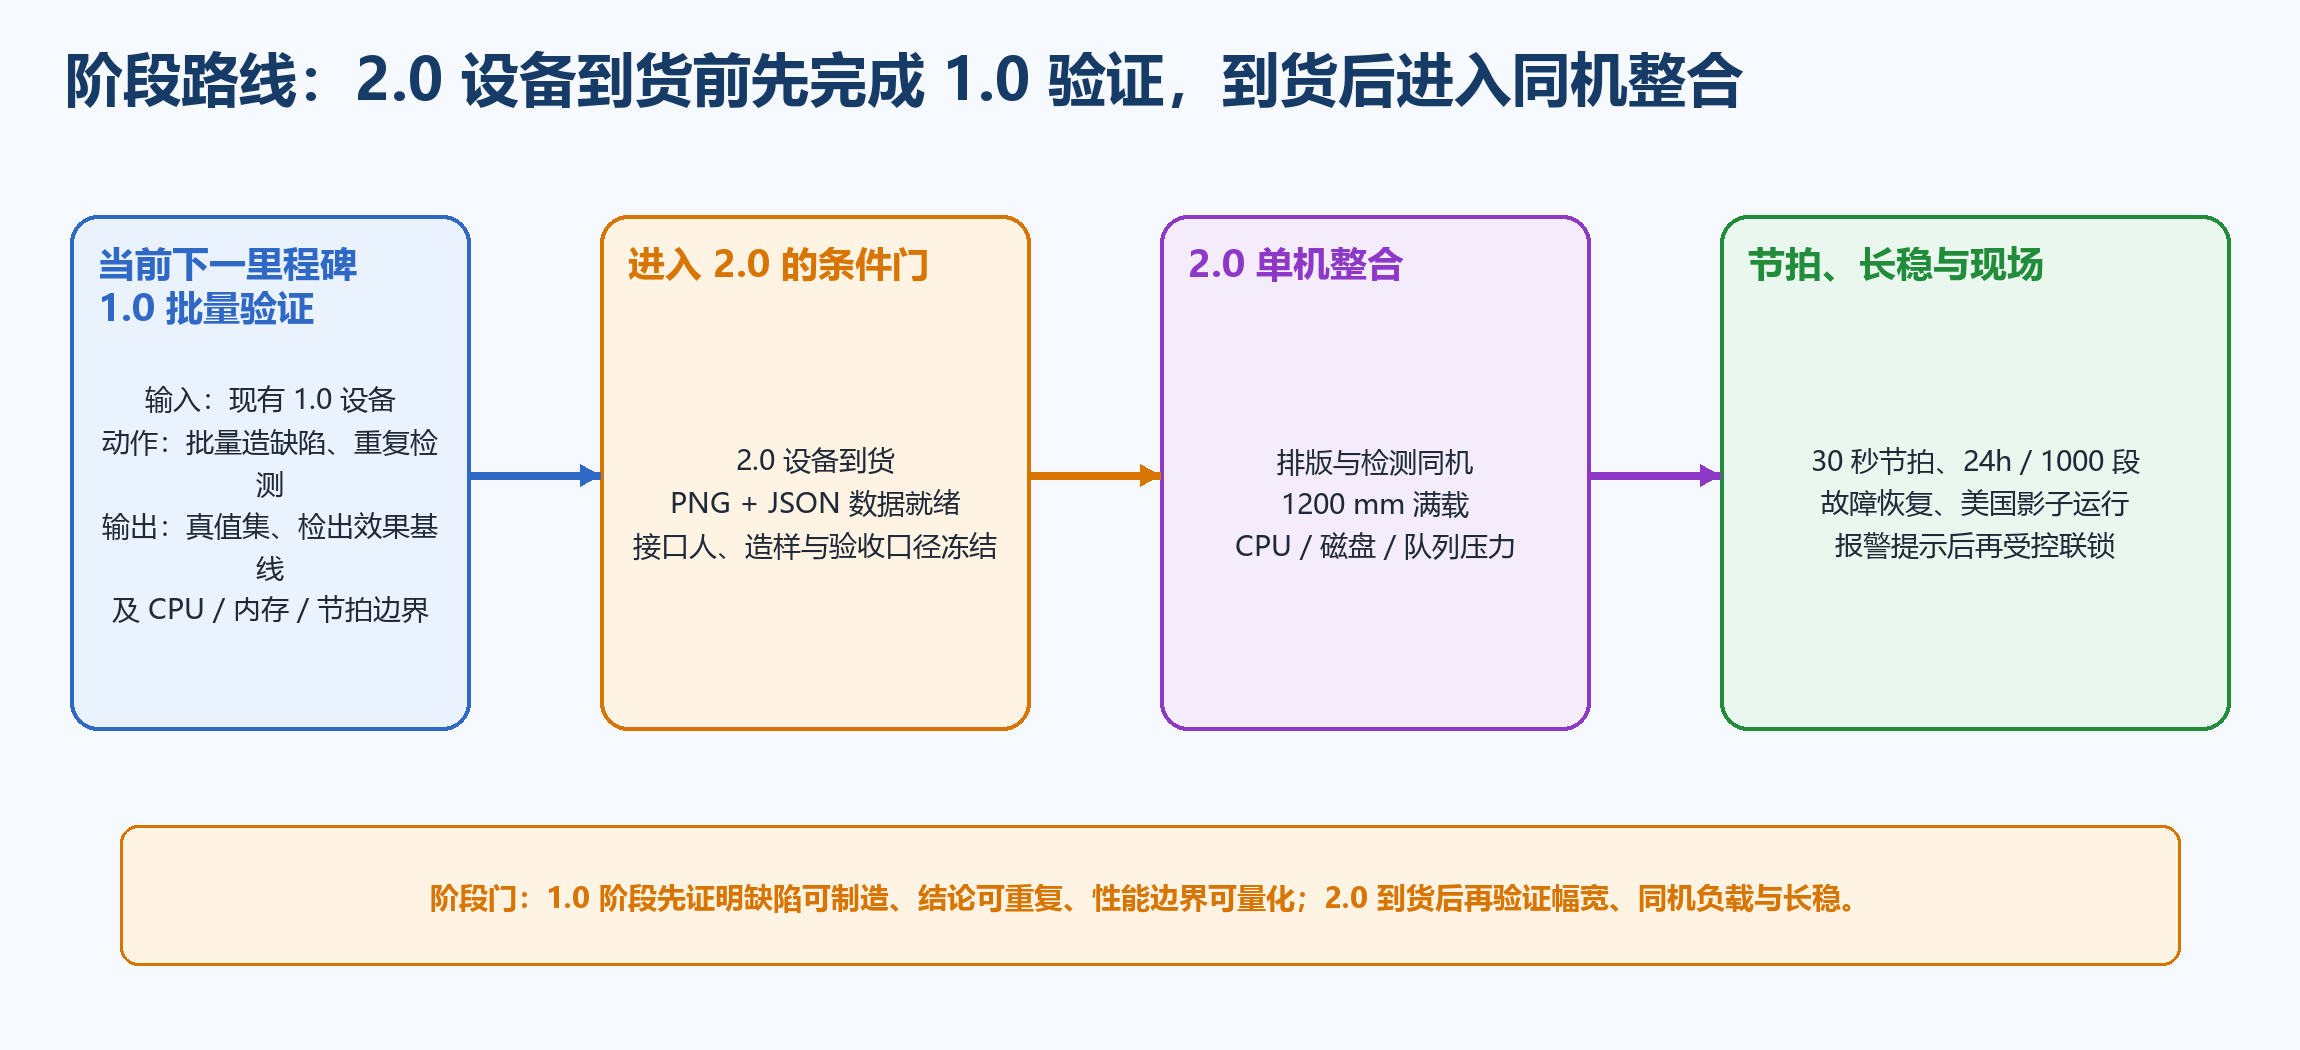 阶段路线：2.0 设备到货前先完成 1.0 验证，到货后进入同机整合
当前下一里程碑
1.0 批量验证
输入：现有 1.0 设备
动作：批量造缺陷、重复检
测
输出：真值集、检出效果基
线
及 CPU / 内存 / 节拍边界
进入 2.0 的条件门
2.0 设备到货
PNG + JSON 数据就绪
接口人、造样与验收口径冻结
2.0 单机整合
排版与检测同机
1200 mm 满载
CPU / 磁盘 / 队列压力
节拍、长稳与现场
30 秒节拍、24h / 1000 段
故障恢复、美国影子运行
报警提示后再受控联锁
阶段门：1.0 阶段先证明缺陷可制造、结论可重复、性能边界可量化；2.0 到货后再验证幅宽、同机负载与长稳。